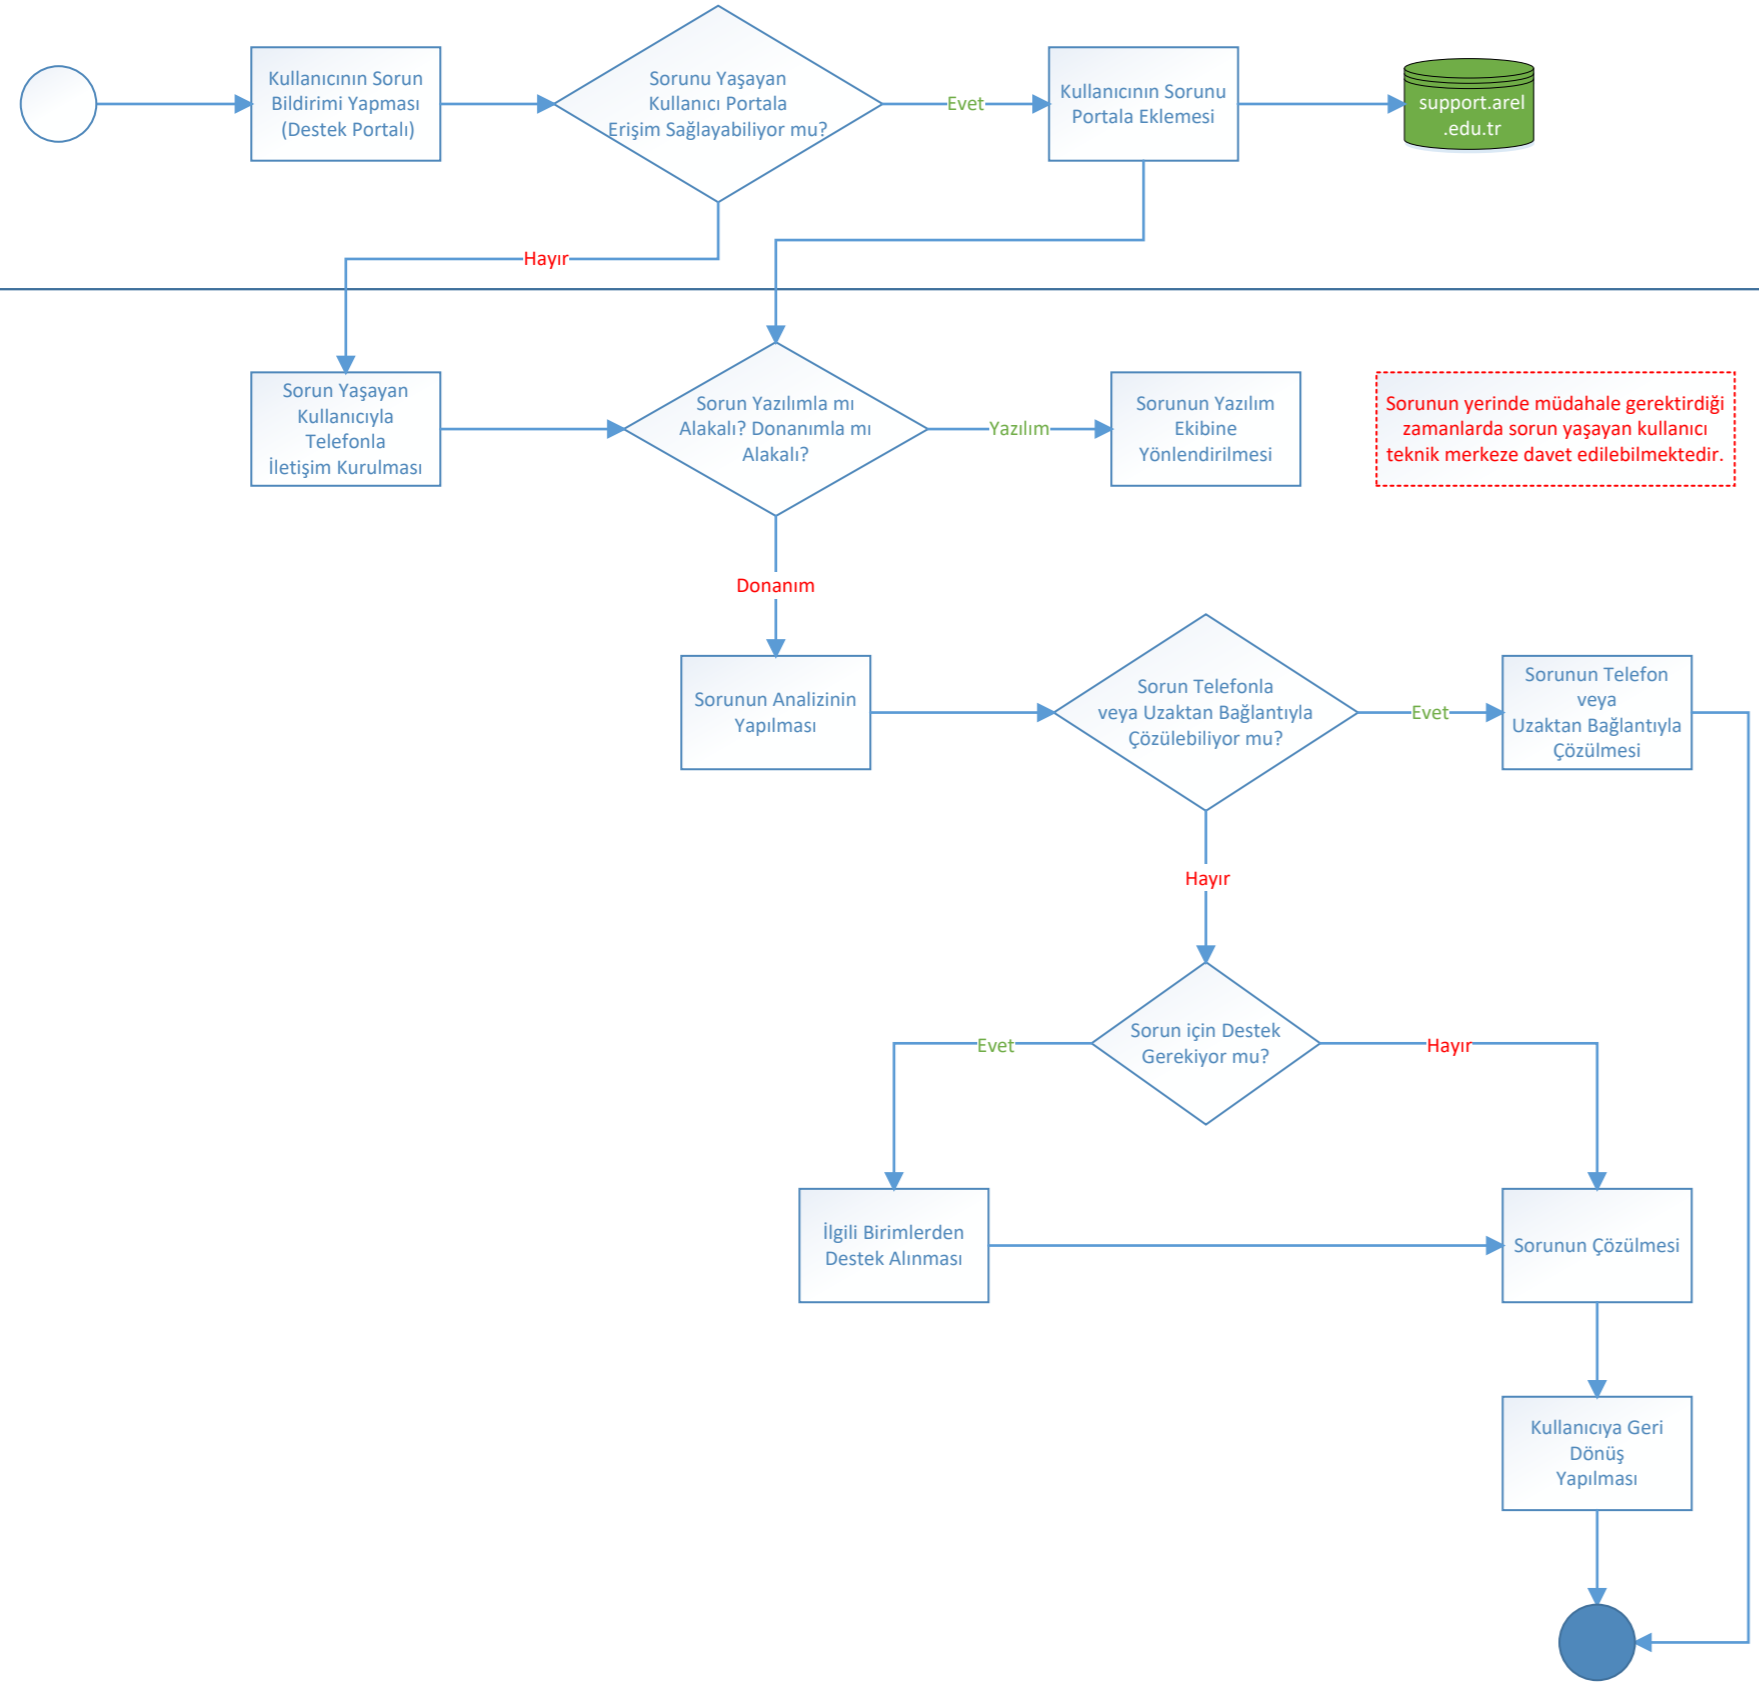 Kullanıcının Sorun
Bildirimi Yapması
(Destek Portalı)
Sorunu Yaşayan
Kullanıcı Portala
Erişim Sağlayabiliyor mu?
Evet
Kullanıcının Sorunu
Portala Eklemesi
support.arel
.edu.tr
Hayır
Sorun Yaşayan
Kullanıcıyla
Telefonla
İletişim Kurulması
Sorun Yazılımla mı
Alakalı? Donanımla mı
Alakalı?
Yazılım
Sorunun Yazılım
Ekibine
Yönlendirilmesi
Sorunun yerinde müdahale gerektirdiği
zamanlarda sorun yaşayan kullanıcı
teknik merkeze davet edilebilmektedir.
Donanım
Sorunun Analizinin
Yapılması
Sorun Telefonla
veya Uzaktan Bağlantıyla
Çözülebiliyor mu?
Evet
Sorunun Telefon
veya
Uzaktan Bağlantıyla
Çözülmesi
Hayır
Sorun için Destek
Gerekiyor mu?
Evet
Hayır
İlgili Birimlerden
Destek Alınması
Sorunun Çözülmesi
Kullanıcıya Geri
Dönüş
Yapılması